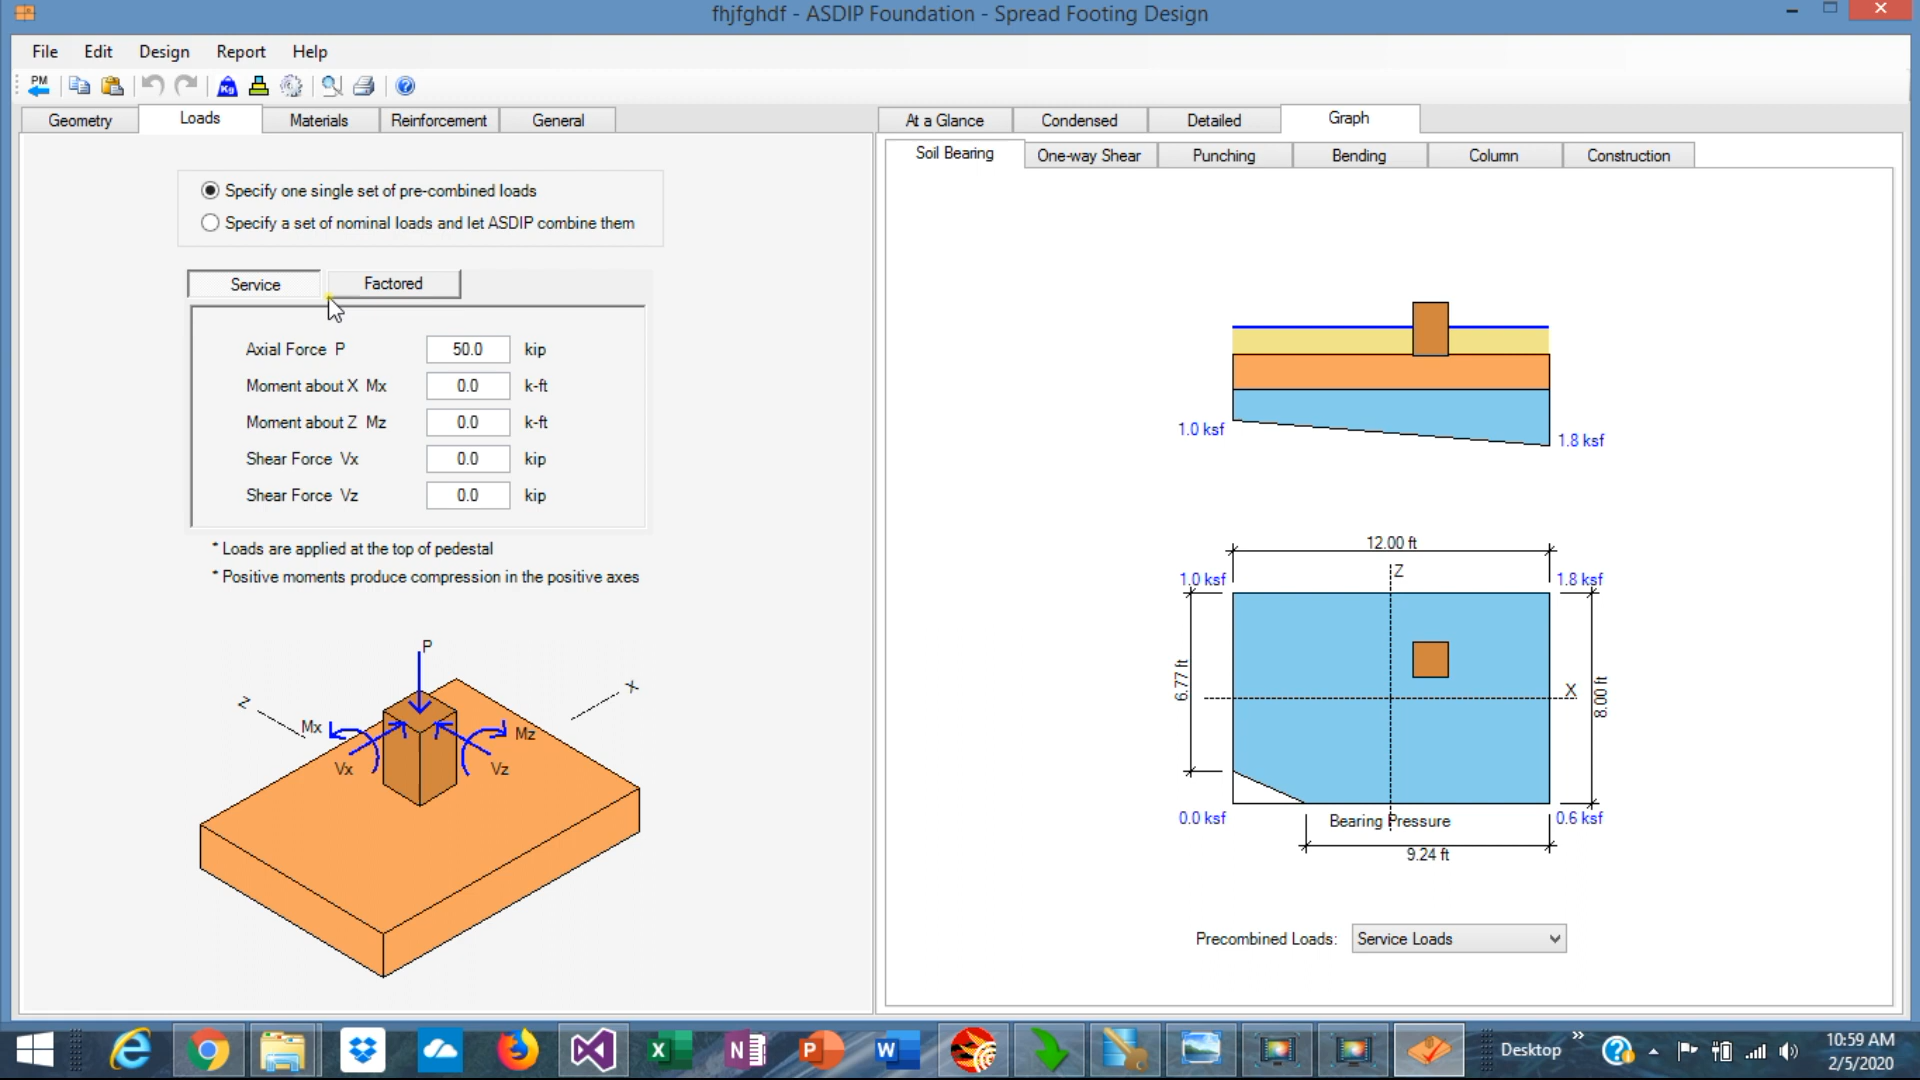 fhjfghdf - ASDIP Foundation - Spread Footing Design
File Edit Design Report Help
PM Kg
Geometry Loads Materials Reinforcement General
At a Glance Condensed Detailed Graph
Soil Bearing One-way Shear Punching Bending Column Construction
Specify one single set of pre-combined loads
Specify a set of nominal loads and let ASDIP combine them
Service Factored
Axial Force P 50.0 kip
Moment about X Mx 0.0 k-ft
Moment about Z Mz 0.0 k-ft
Shear Force Vx 0.0 kip
Shear Force Vz 0.0 kip
* Loads are applied at the top of pedestal
* Positive moments produce compression in the positive axes
P
Z X
Mx Mz
Vx Vz
1.0 ksf 1.8 ksf
12.00 ft
Z
1.0 ksf 1.8 ksf
6.77 ft
X
8.00 ft
0.0 ksf Bearing Pressure 0.6 ksf
9.24 ft
Precombined Loads: Service Loads
Desktop
10:59 AM
2/5/2020